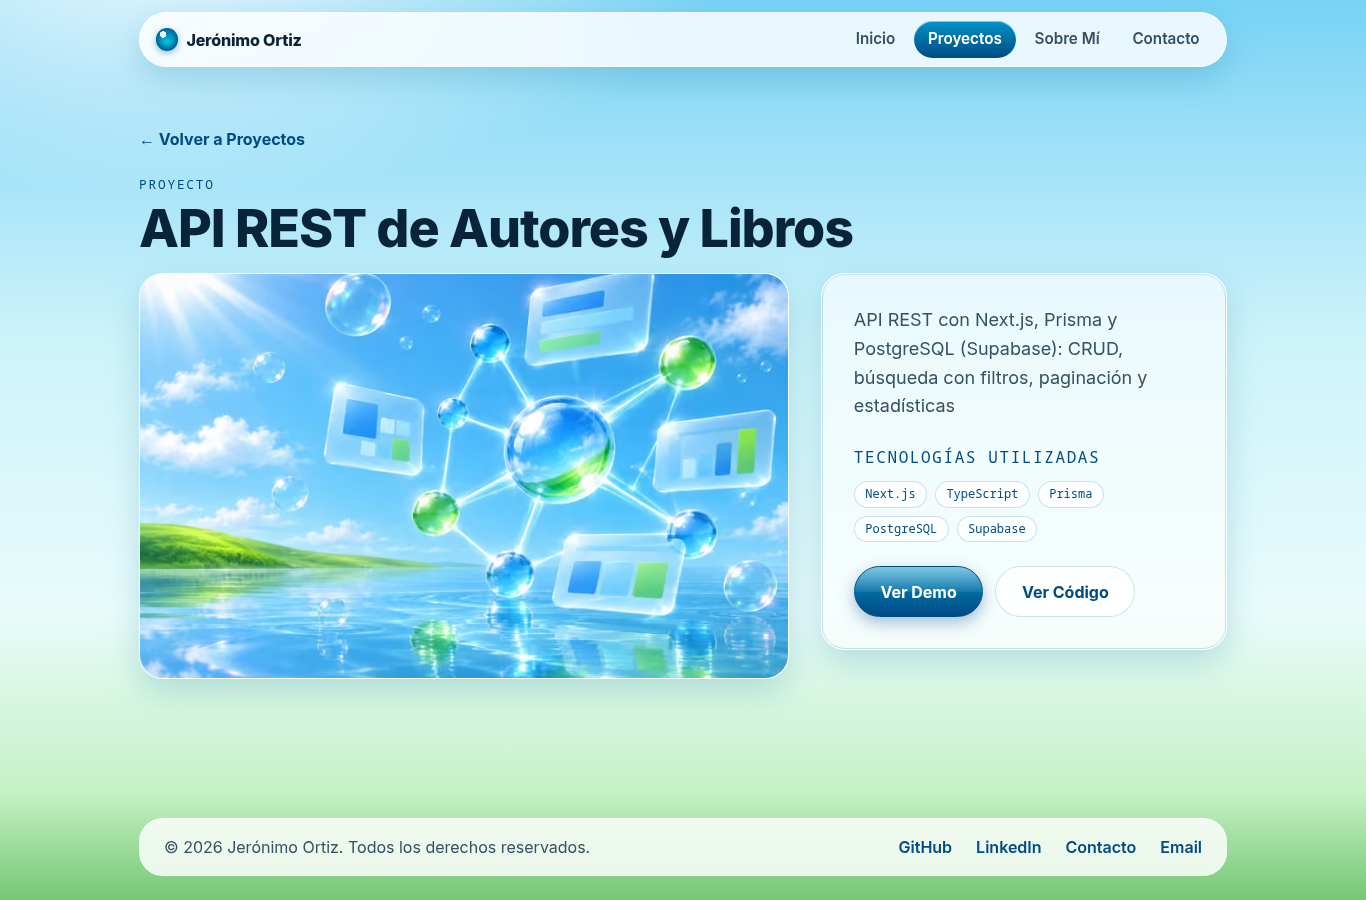 Jerónimo Ortiz
Inicio Proyectos Sobre Mí Contacto
← Volver a Proyectos
PROYECTO
API REST de Autores y Libros
API REST con Next.js, Prisma y
PostgreSQL (Supabase): CRUD,
búsqueda con filtros, paginación y
estadísticas
TECNOLOGÍAS UTILIZADAS
Next.js TypeScript Prisma
PostgreSQL Supabase
Ver Demo Ver Código
© 2026 Jerónimo Ortiz. Todos los derechos reservados.
GitHub LinkedIn Contacto Email